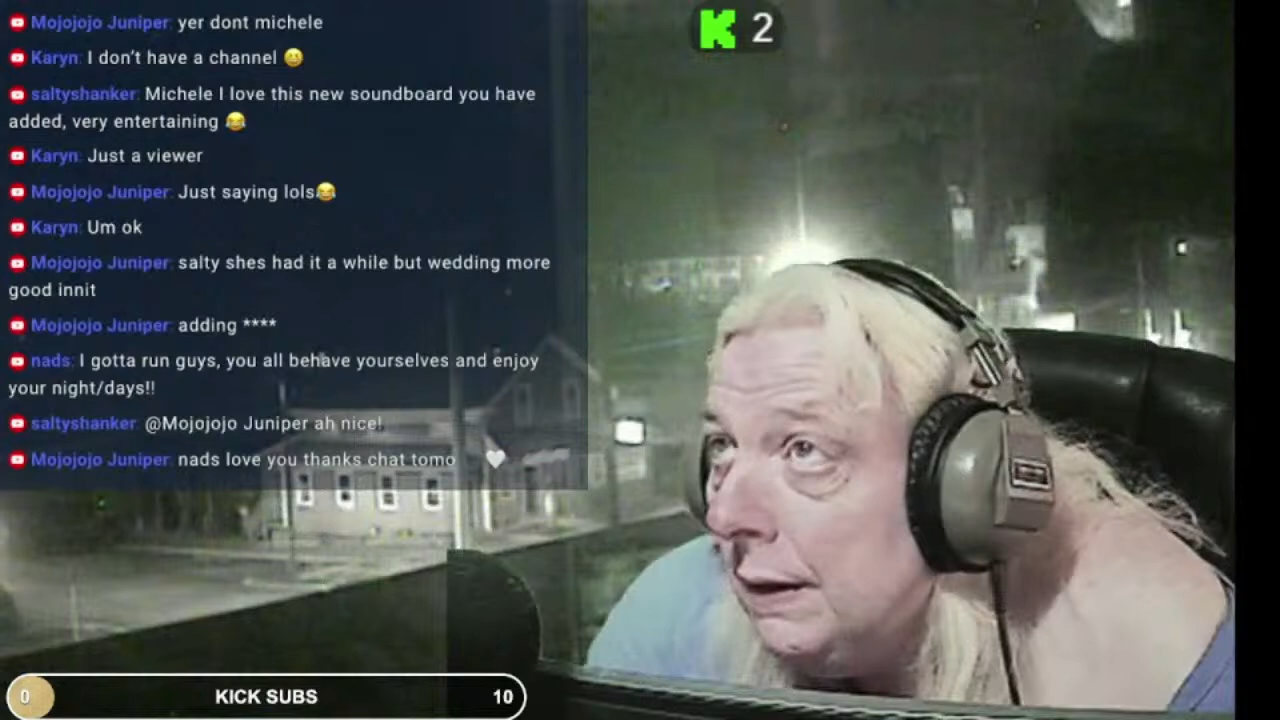 Mojojojo Juniper: yer dont michele
Karyn: I don't have a channel 😆
saltyshanker: Michele I love this new soundboard you have
added, very entertaining 😂
Karyn: Just a viewer
Mojojojo Juniper: Just saying lols😂
Karyn: Um ok
Mojojojo Juniper: salty shes had it a while but wedding more
good innit
Mojojojo Juniper: adding ****
nads: I gotta run guys, you all behave yourselves and enjoy
your night/days!!
saltyshanker: @Mojojojo Juniper ah nice!
Mojojojo Juniper: nads love you thanks chat tomo 🤍
K 2
0 KICK SUBS 10